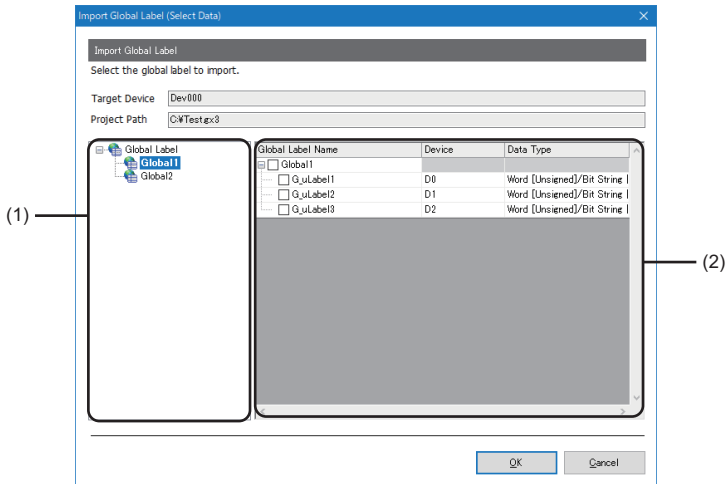 Import Global Label (Select Data)
Import Global Label
Select the global label to import.
Target Device Dev000
Project Path C:¥Test.gx3
Global Label
Global1
Global2
Global Label Name Device Data Type
Global1
G_uLabel1 D0 Word [Unsigned]/Bit String [
G_uLabel2 D1 Word [Unsigned]/Bit String [
G_uLabel3 D2 Word [Unsigned]/Bit String [
(1)
(2)
OK Cancel